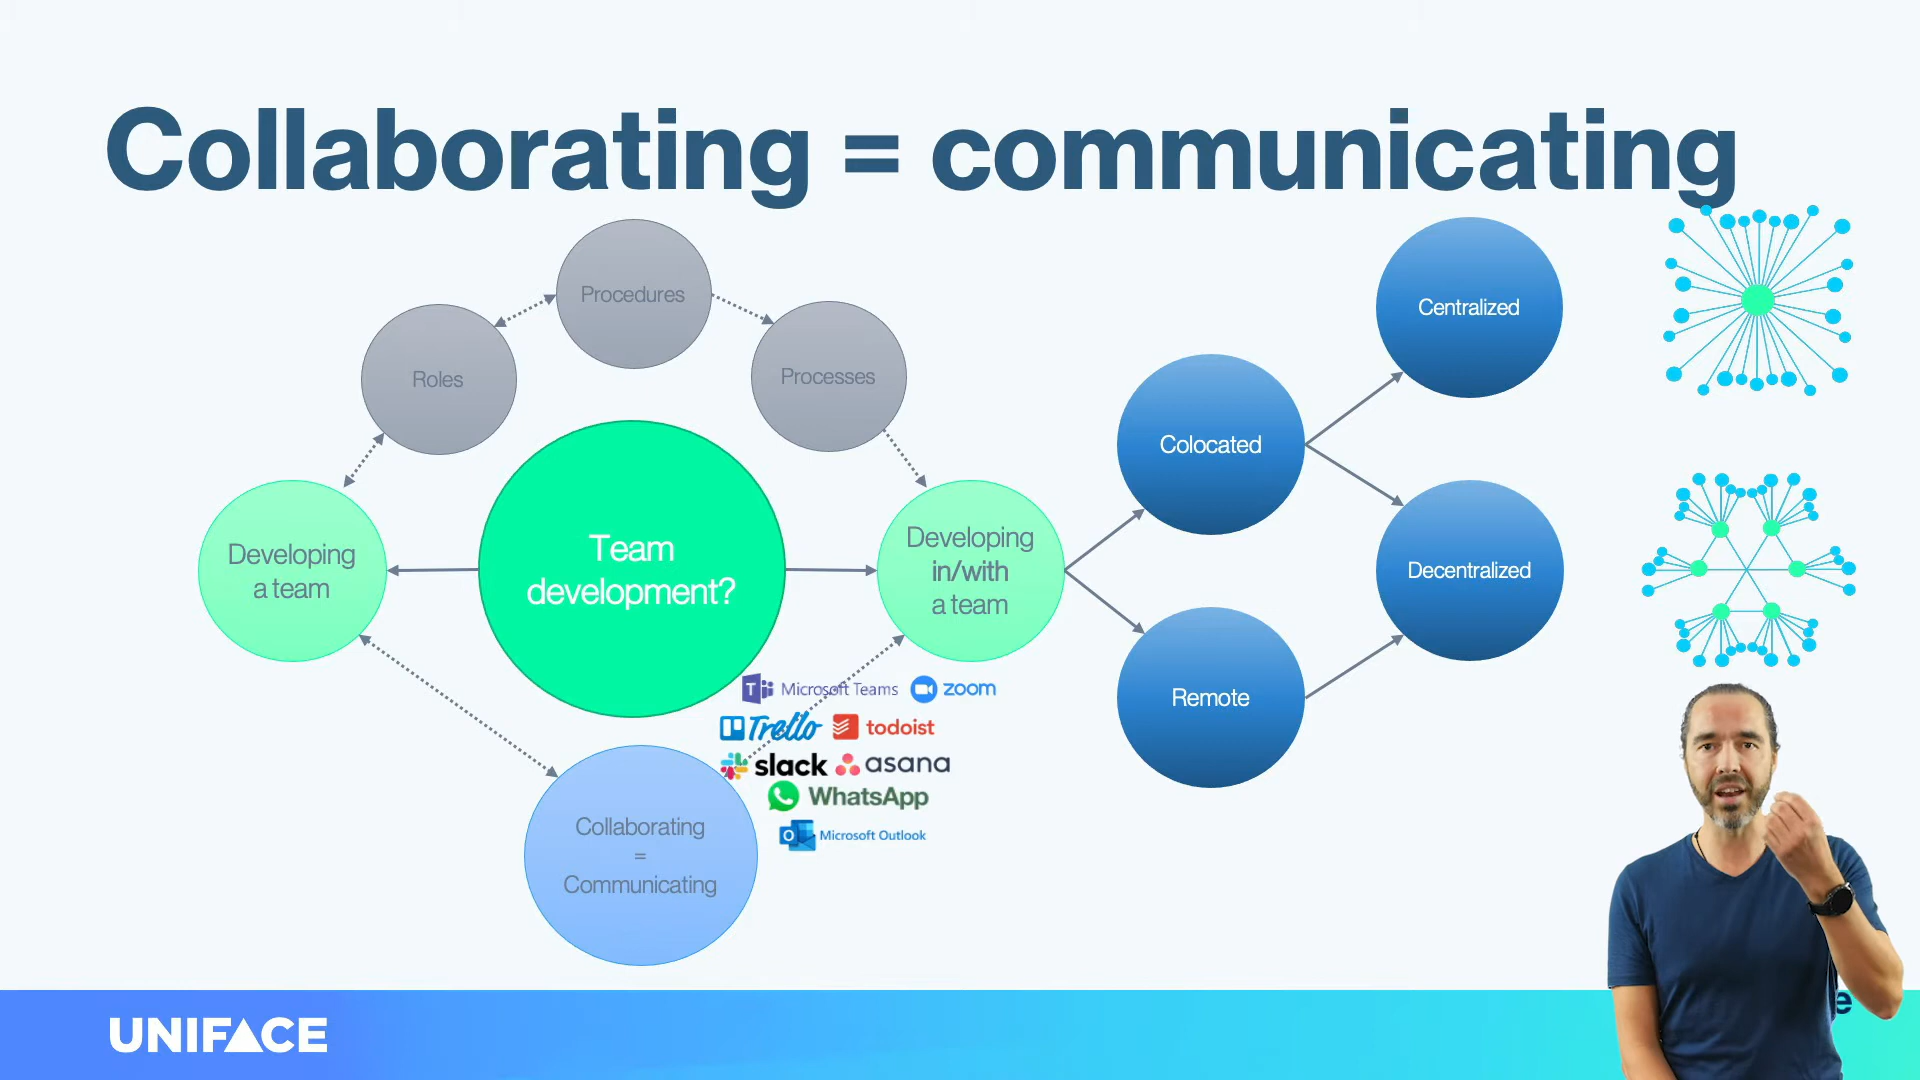 Collaborating = communicating
Procedures
Roles
Processes
Centralized
Colocated
Team
development?
Developing
a team
Developing
in/with
a team
Decentralized
Remote
Microsoft Teams
zoom
Trello
todoist
slack
asana
WhatsApp
Microsoft Outlook
Collaborating
=
Communicating
UNIFACE